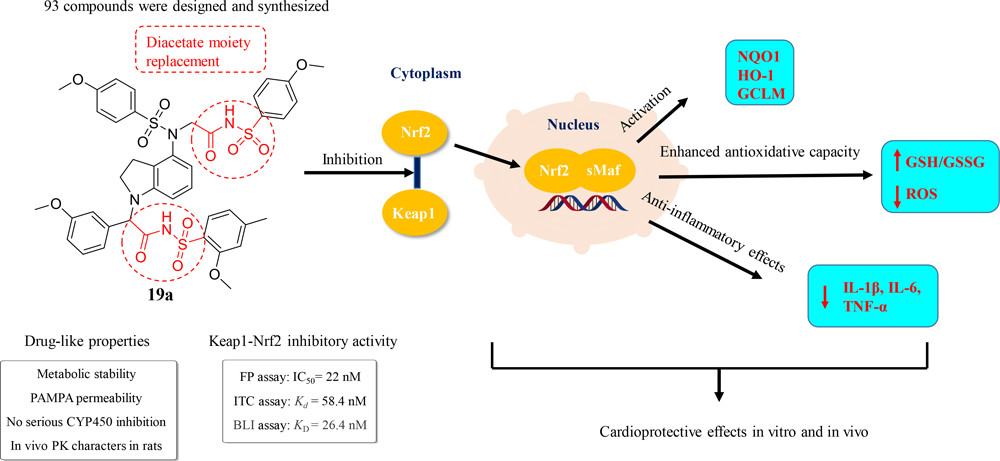 93 compounds were designed and synthesized
Diacetate moiety
replacement
O
O
O
S
O
N
O
H
N
S
O
O
N
O
O
H
N
S
O
O
O
19a
Inhibition
Cytoplasm
Nrf2
Keap1
Nucleus
Nrf2
sMaf
Activation
NQO1
HO-1
GCLM
Enhanced antioxidative capacity
GSH/GSSG
ROS
Anti-inflammatory effects
IL-1β, IL-6,
TNF-α
Drug-like properties
Metabolic stability
PAMPA permeability
No serious CYP450 inhibition
In vivo PK characters in rats
Keap1-Nrf2 inhibitory activity
FP assay: IC50= 22 nM
ITC assay: Kd = 58.4 nM
BLI assay: KD = 26.4 nM
Cardioprotective effects in vitro and in vivo